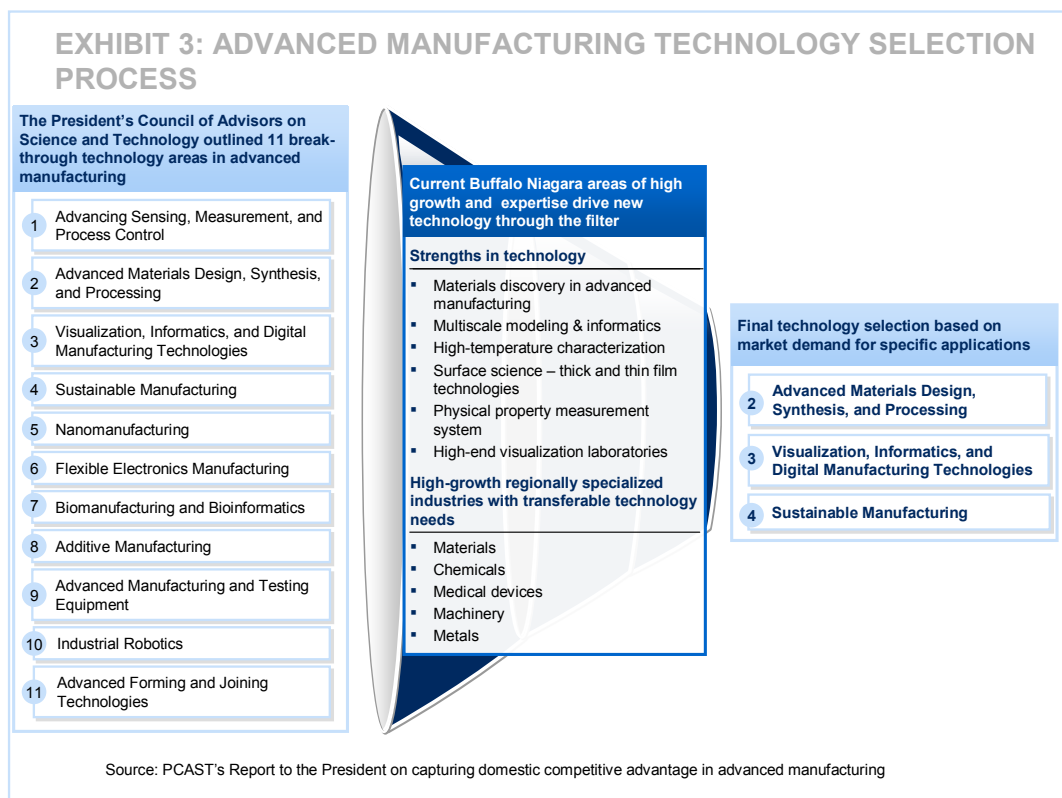 EXHIBIT 3: ADVANCED MANUFACTURING TECHNOLOGY SELECTION
PROCESS
The President's Council of Advisors on
Science and Technology outlined 11 break-
through technology areas in advanced
manufacturing
1
Advancing Sensing, Measurement, and
Process Control
2
Advanced Materials Design, Synthesis,
and Processing
3
Visualization, Informatics, and Digital
Manufacturing Technologies
4
Sustainable Manufacturing
5
Nanomanufacturing
6
Flexible Electronics Manufacturing
7
Biomanufacturing and Bioinformatics
8
Additive Manufacturing
9
Advanced Manufacturing and Testing
Equipment
10
Industrial Robotics
11
Advanced Forming and Joining
Technologies
Current Buffalo Niagara areas of high
growth and expertise drive new
technology through the filter
Strengths in technology
▪ Materials discovery in advanced
manufacturing
▪ Multiscale modeling & informatics
▪ High-temperature characterization
▪ Surface science – thick and thin film
technologies
▪ Physical property measurement
system
▪ High-end visualization laboratories
High-growth regionally specialized
industries with transferable technology
needs
▪ Materials
▪ Chemicals
▪ Medical devices
▪ Machinery
▪ Metals
Final technology selection based on
market demand for specific applications
2
Advanced Materials Design,
Synthesis, and Processing
3
Visualization, Informatics, and
Digital Manufacturing Technologies
4
Sustainable Manufacturing
Source: PCAST's Report to the President on capturing domestic competitive advantage in advanced manufacturing